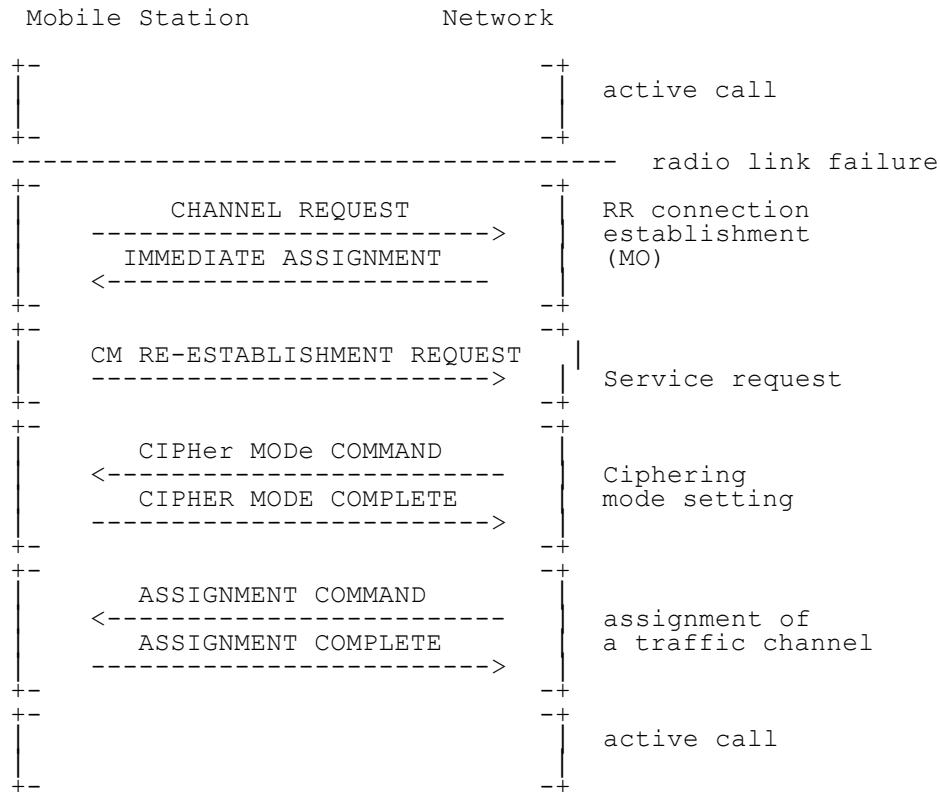 Mobile Station Network
active call
radio link failure
CHANNEL REQUEST RR connection
establishment
IMMEDIATE ASSIGNMENT (MO)
CM RE-ESTABLISHMENT REQUEST
Service request
CIPHer MODe COMMAND
Ciphering
CIPHER MODE COMPLETE mode setting
ASSIGNMENT COMMAND
assignment of
ASSIGNMENT COMPLETE a traffic channel
active call